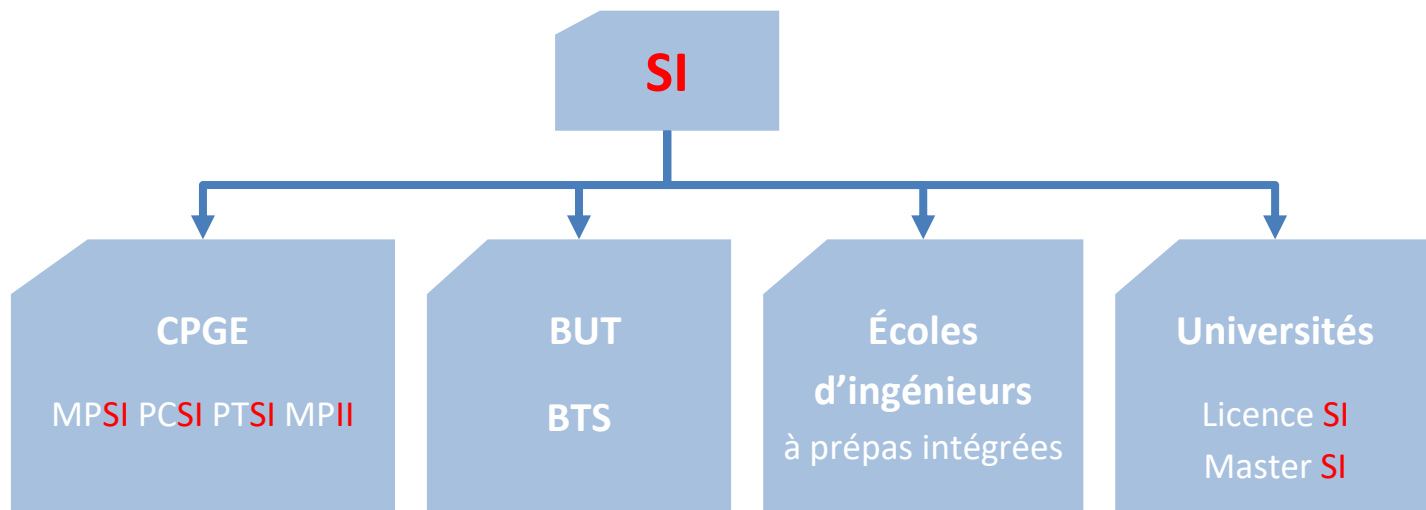 SI
CPGE
MPSI PCSI PTSI MPII
BUT
BTS
Écoles
d’ingénieurs
à prépas intégrées
Universités
Licence SI
Master SI